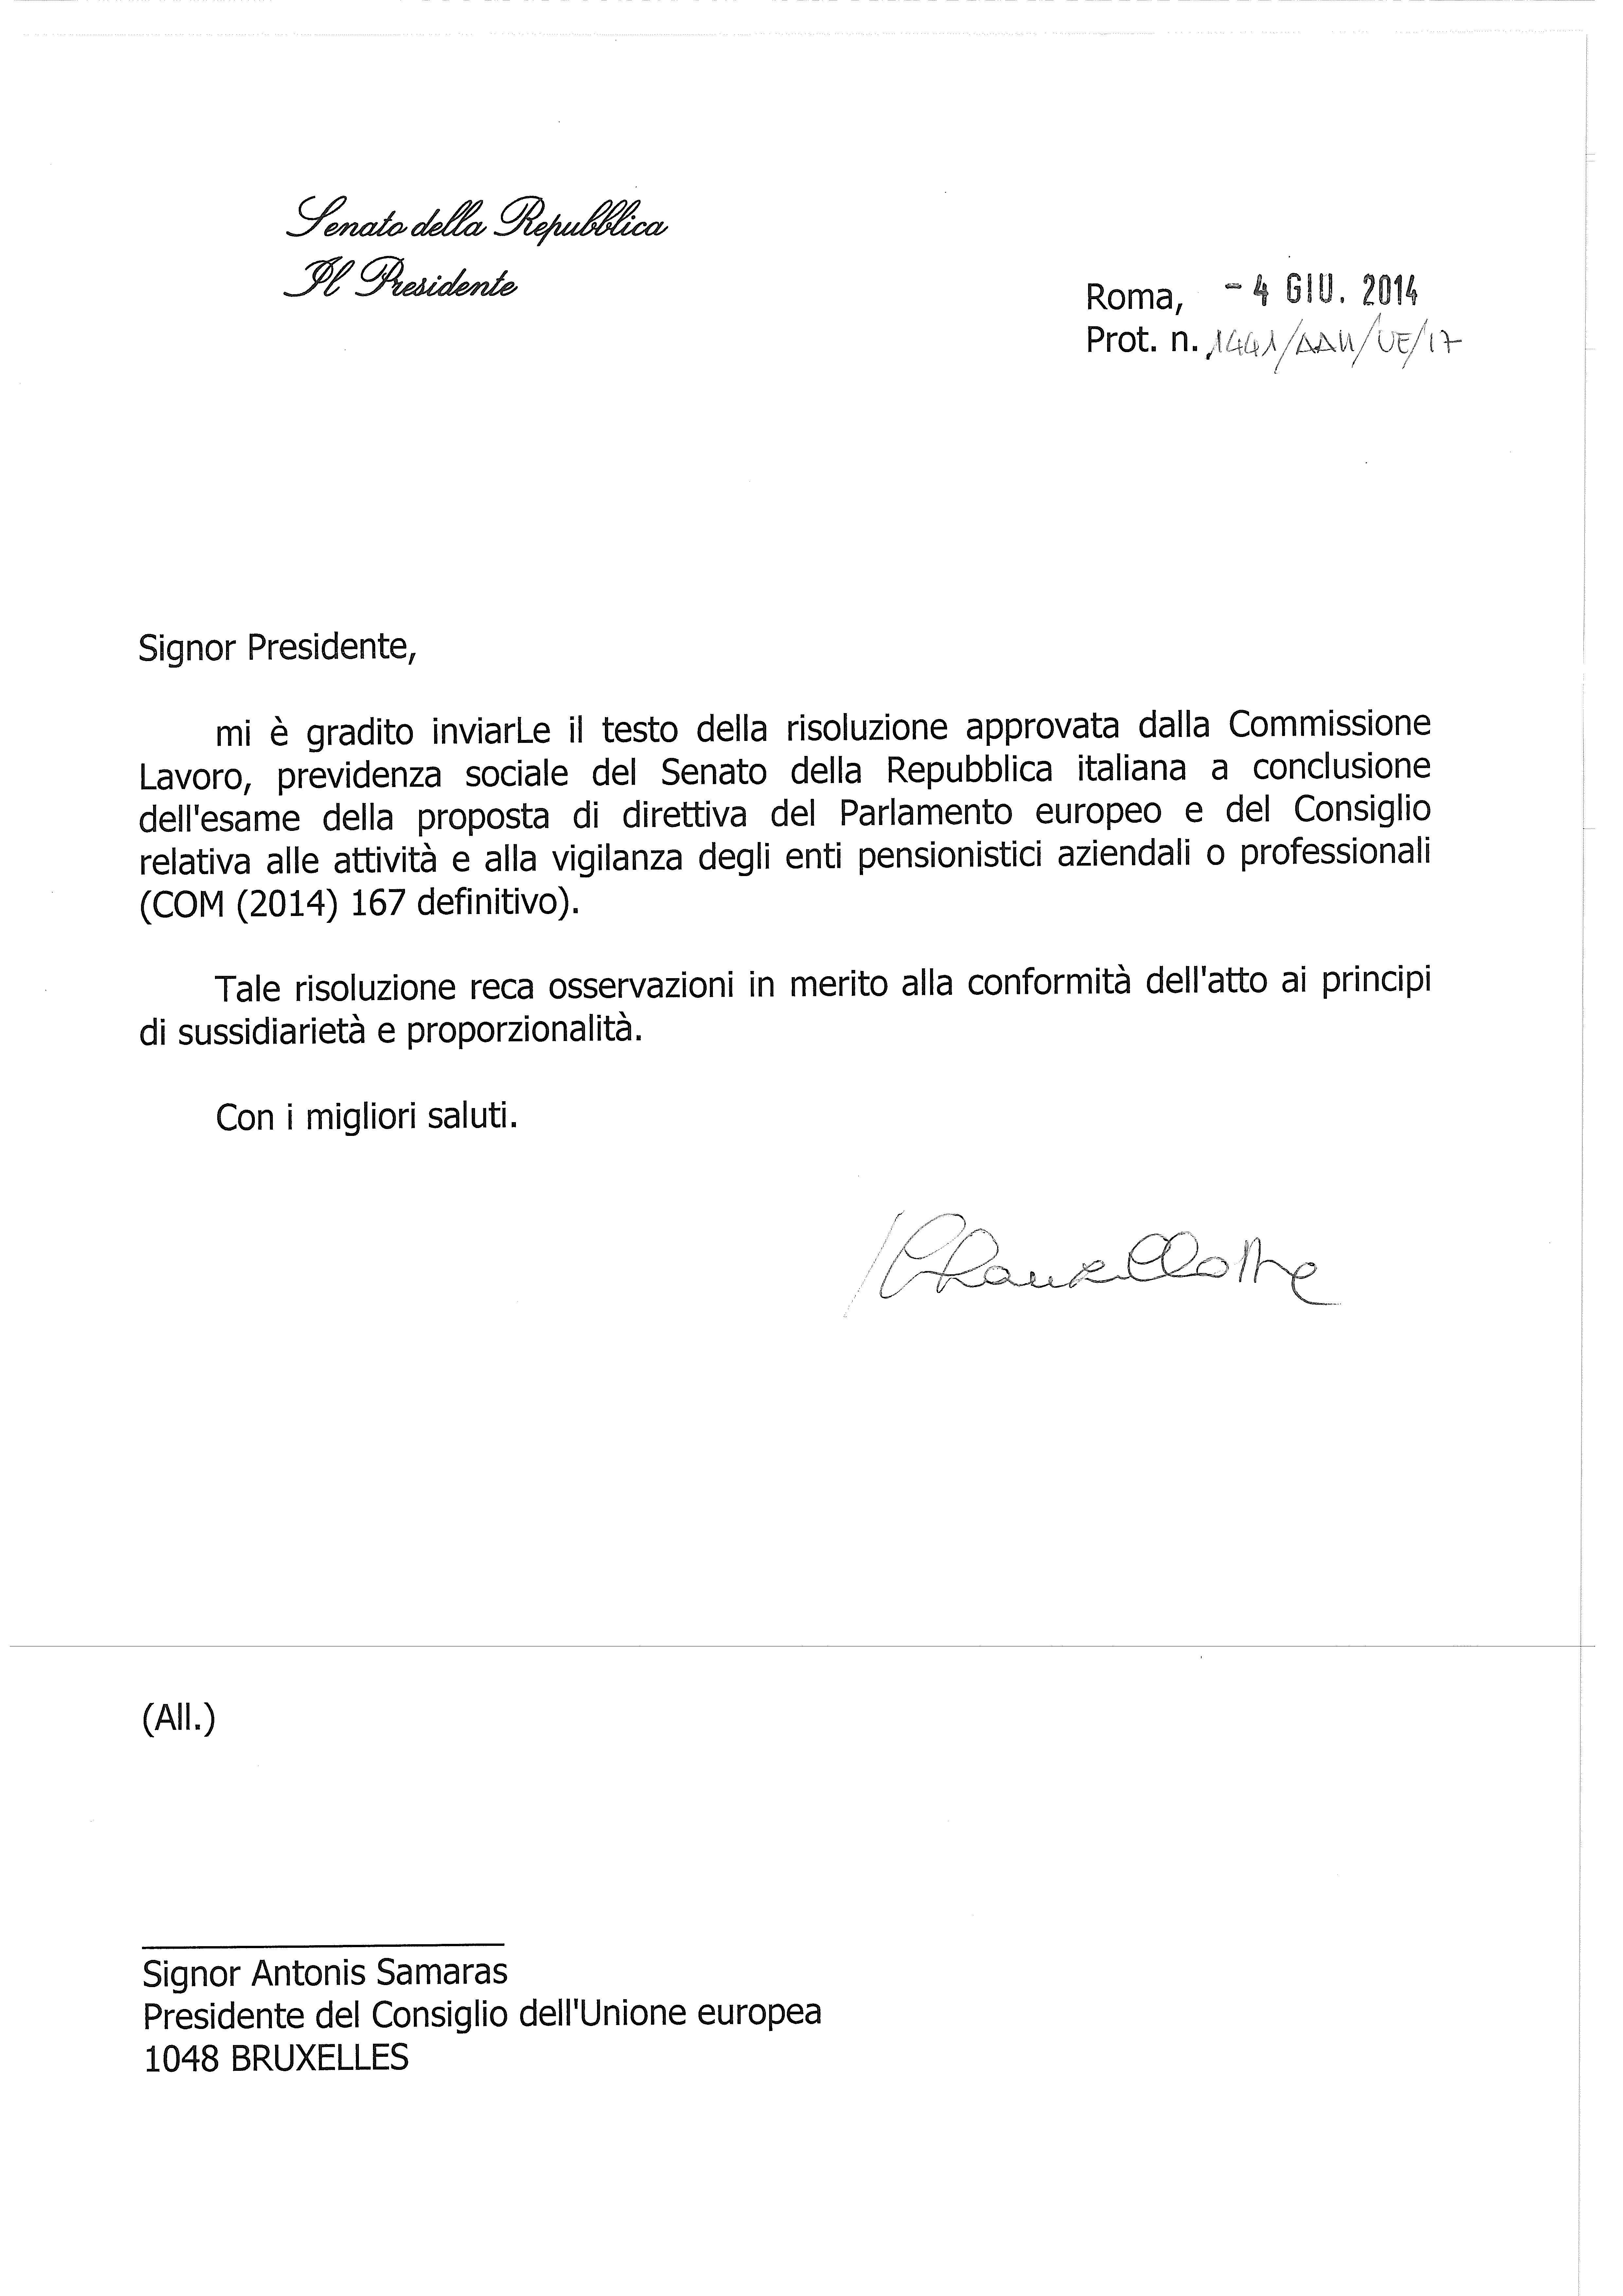 Senato della Repubblica
Il Presidente
Roma, - 4 GIU. 2014
Prot. n. 1441/AAU/UE/17
Signor Presidente,
mi è gradito inviarLe il testo della risoluzione approvata dalla Commissione
Lavoro, previdenza sociale del Senato della Repubblica italiana a conclusione
dell'esame della proposta di direttiva del Parlamento europeo e del Consiglio
relativa alle attività e alla vigilanza degli enti pensionistici aziendali o professionali
(COM (2014) 167 definitivo).
Tale risoluzione reca osservazioni in merito alla conformità dell'atto ai principi
di sussidiarietà e proporzionalità.
Con i migliori saluti.
(All.)
Signor Antonis Samaras
Presidente del Consiglio dell'Unione europea
1048 BRUXELLES